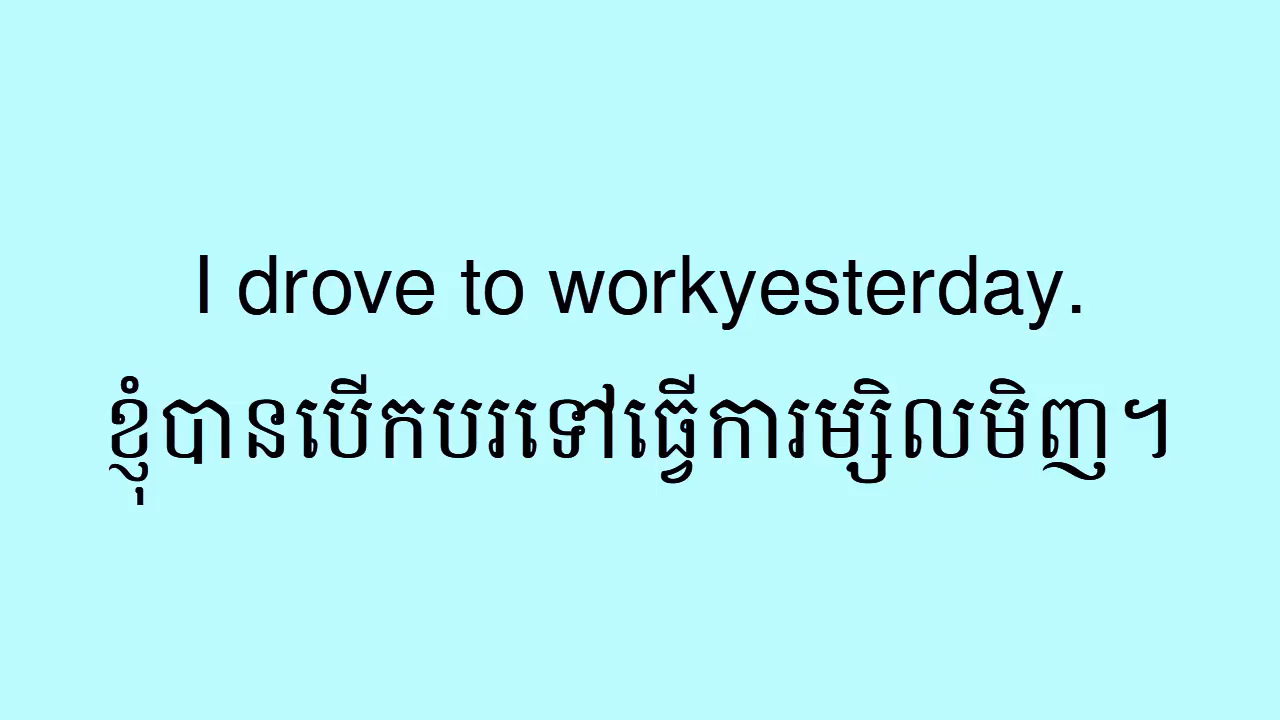 I drove to workyesterday.
ខ្ញុំបានបើកបរទៅធ្វើការម្សិលមិញ។